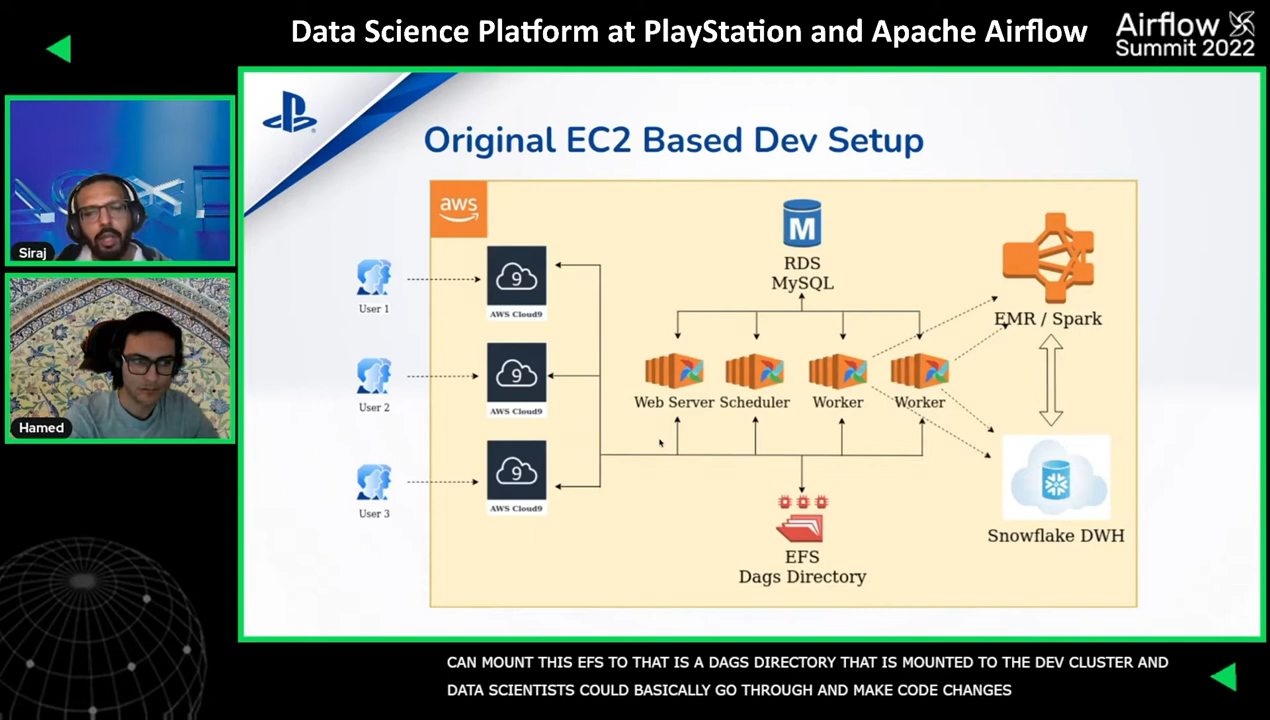 Data Science Platform at PlayStation and Apache Airflow
Airflow
Summit 2022
Siraj
Hamed
Original EC2 Based Dev Setup
aws
User 1
User 2
User 3
9
AWS Cloud9
9
AWS Cloud9
9
AWS Cloud9
M
RDS
MySQL
Web Server
Scheduler
Worker
Worker
EFS
Dags Directory
EMR / Spark
Snowflake DWH
CAN MOUNT THIS EFS TO THAT IS A DAGS DIRECTORY THAT IS MOUNTED TO THE DEV CLUSTER AND
DATA SCIENTISTS COULD BASICALLY GO THROUGH AND MAKE CODE CHANGES